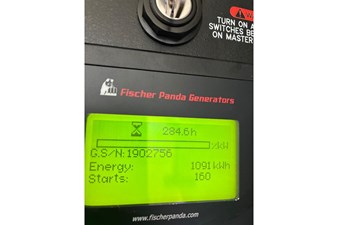 TURN ON A
SWITCHES BE
ON MASTER
Fischer Panda Generators
284.6h
kW
G.S/N:1902756
Energy: 1091kWh
Starts: 160
www.fischerpanda.com